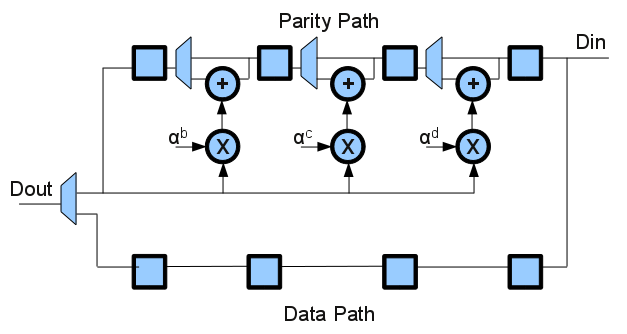 Parity Path
Din
+ + +
αᵇ X αᶜ X αᵈ X
Dout
Data Path